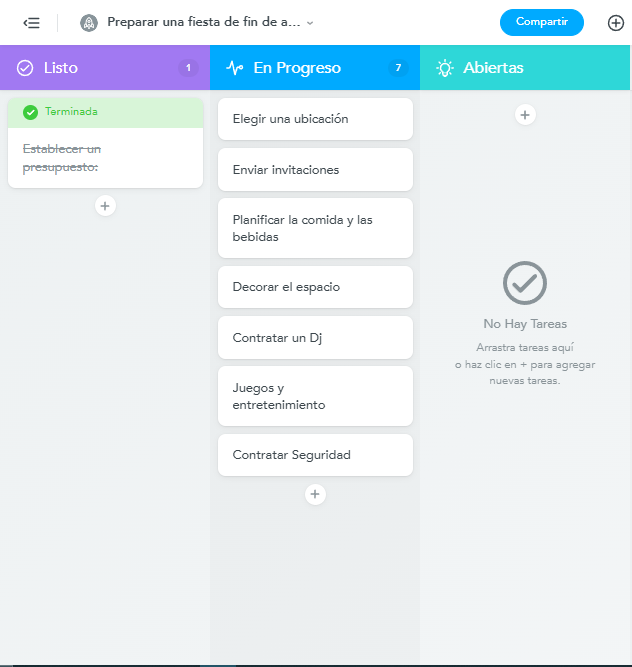 Preparar una fiesta de fin de a...
Compartir
Listo
1
En Progreso
7
Abiertas
Terminada
Establecer un
presupuesto:
Elegir una ubicación
Enviar invitaciones
Planificar la comida y las
bebidas
Decorar el espacio
Contratar un Dj
Juegos y
entretenimiento
Contratar Seguridad
No Hay Tareas
Arrastra tareas aquí
o haz clic en + para agregar
nuevas tareas.